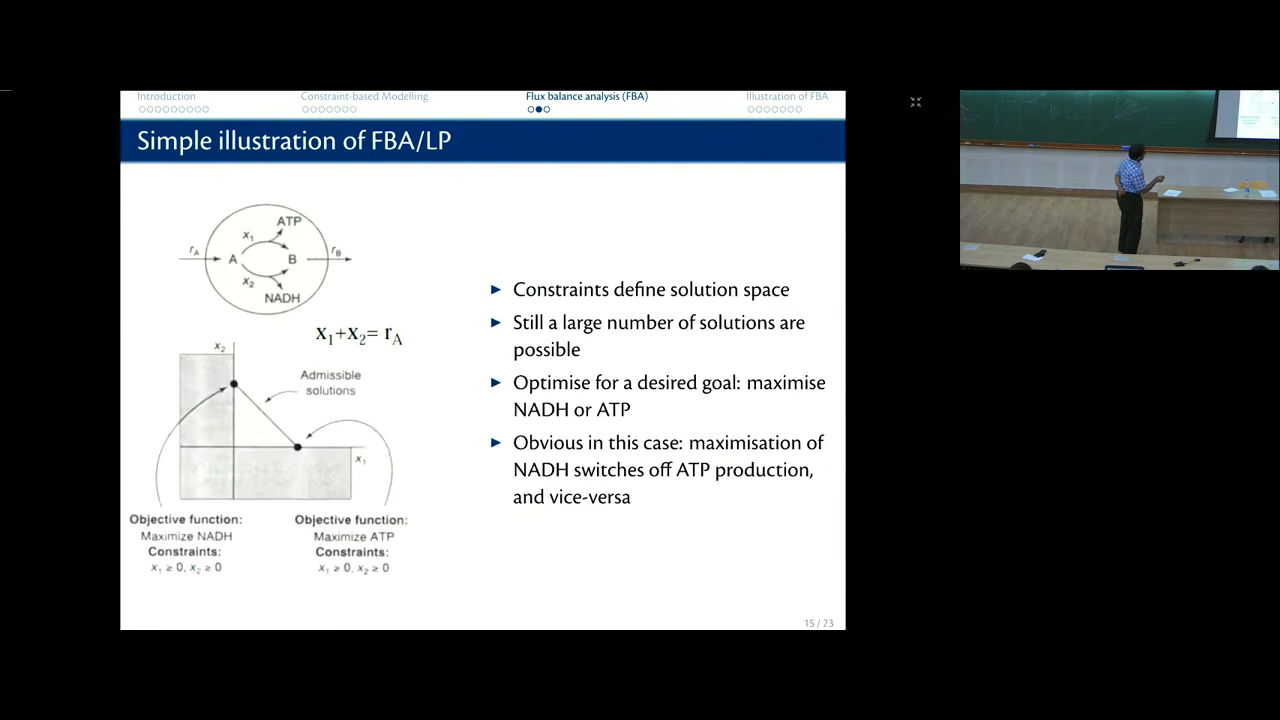 Introduction
Constraint-based Modelling
Flux balance analysis (FBA)
Illustration of FBA
Simple illustration of FBA/LP
ATP
x₁
r_A
A
B
r_B
x₂
NADH
x₁+x₂= r_A
x₂
Admissible
solutions
x₁
Objective function:
Maximize NADH
Constraints:
x₁ ≥ 0, x₂ ≥ 0
Objective function:
Maximize ATP
Constraints:
x₁ ≥ 0, x₂ ≥ 0
Constraints define solution space
Still a large number of solutions are
possible
Optimise for a desired goal: maximise
NADH or ATP
Obvious in this case: maximisation of
NADH switches off ATP production,
and vice-versa
15 / 23